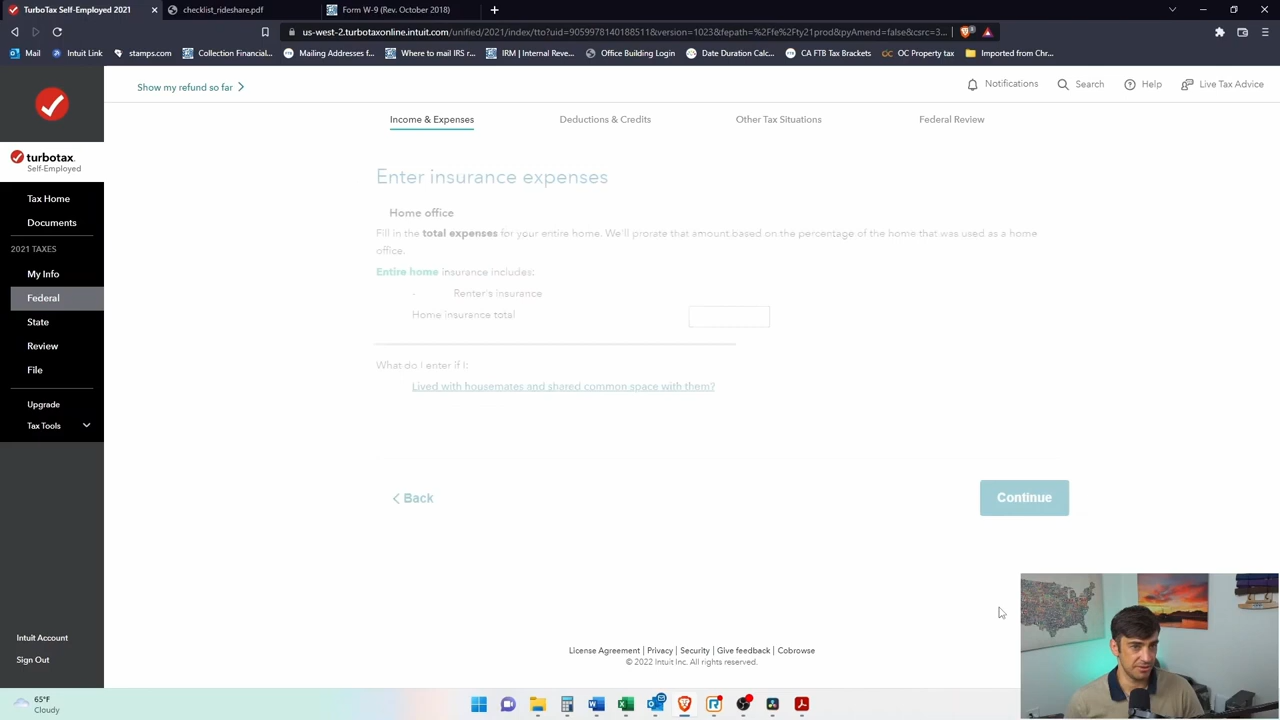 TurboTax Self-Employed 2021
checklist_rideshare.pdf
Form W-9 (Rev. October 2018)
us-west-2.turbotaxonline.intuit.com/unified/2021/index/tto?uid=9059978140188511&version=1023&fepath=%2Ffe%2Fty21prod&pyAmend=false&csrc=3...
Mail
Intuit Link
stamps.com
Collection Financial...
Mailing Addresses f...
Where to mail IRS r...
IRM | Internal Reve...
Office Building Login
Date Duration Calc...
CA FTB Tax Brackets
OC Property tax
Imported from Chr...
Show my refund so far
Notifications
Search
Help
Live Tax Advice
Income & Expenses
Deductions & Credits
Other Tax Situations
Federal Review
turbotax
Self-Employed
Tax Home
Documents
2021 TAXES
My Info
Federal
State
Review
File
Upgrade
Tax Tools
Intuit Account
Sign Out
Enter insurance expenses
Home office
Fill in the total expenses for your entire home. We'll prorate that amount based on the percentage of the home that was used as a home
office.
Entire home insurance includes:
- Renter's insurance
Home insurance total
What do I enter if I:
Lived with housemates and shared common space with them?
Back
Continue
License Agreement | Privacy | Security | Give feedback | Cobrowse
© 2022 Intuit Inc. All rights reserved.
65°F
Cloudy